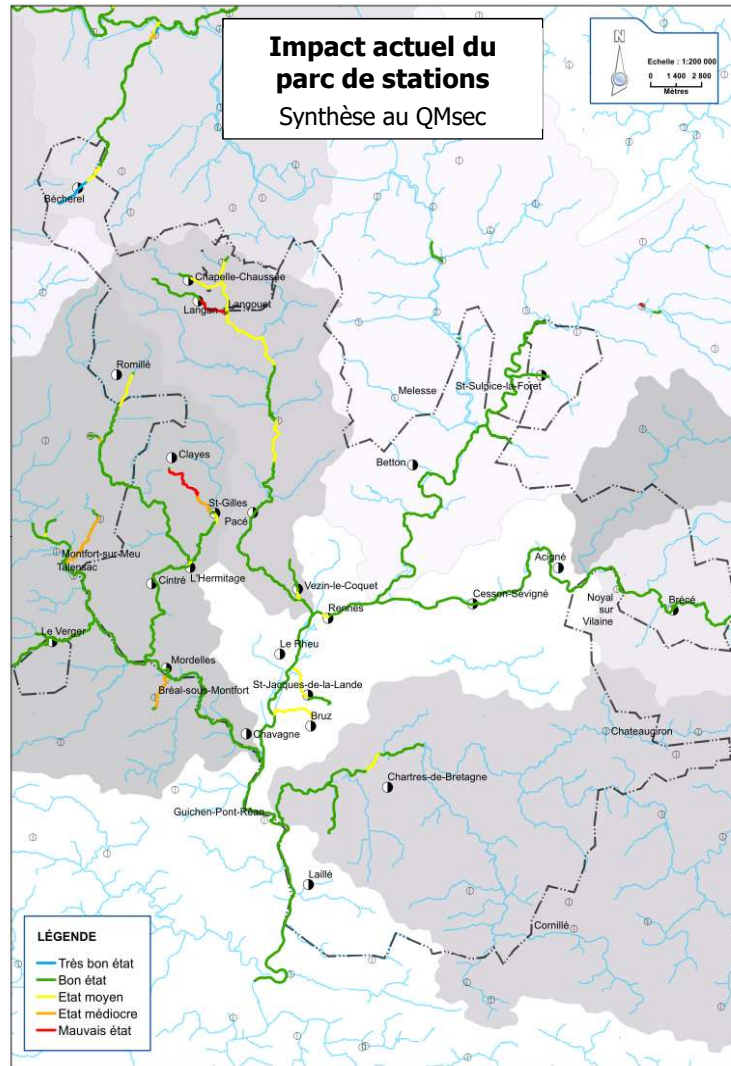 Impact actuel du
parc de stations
Synthèse au QMsec
N
Echelle : 1:200 000
0 1 400 2 800
Mètres
Bécherel
Chapelle-Chaussée
Langan
Langouet
Romillé
Melesse
St-Sulpice-la-Foret
Clayes
Betton
St-Gilles
Pacé
Montfort-sur-Meu
Talensac
L'Hermitage
Cintré
Vezin-le-Coquet
Acigné
Cesson-Sévigné
Noyal
sur
Vilaine
Brécé
Rennes
Le Verger
Le Rheu
Mordelles
St-Jacques-de-la-Lande
Bréal-sous-Montfort
Bruz
Chavagne
Chateaugiron
Chartres-de-Bretagne
Guichen-Pont-Réan
Laillé
Cornillé
LÉGENDE
Très bon état
Bon état
Etat moyen
Etat médiocre
Mauvais état